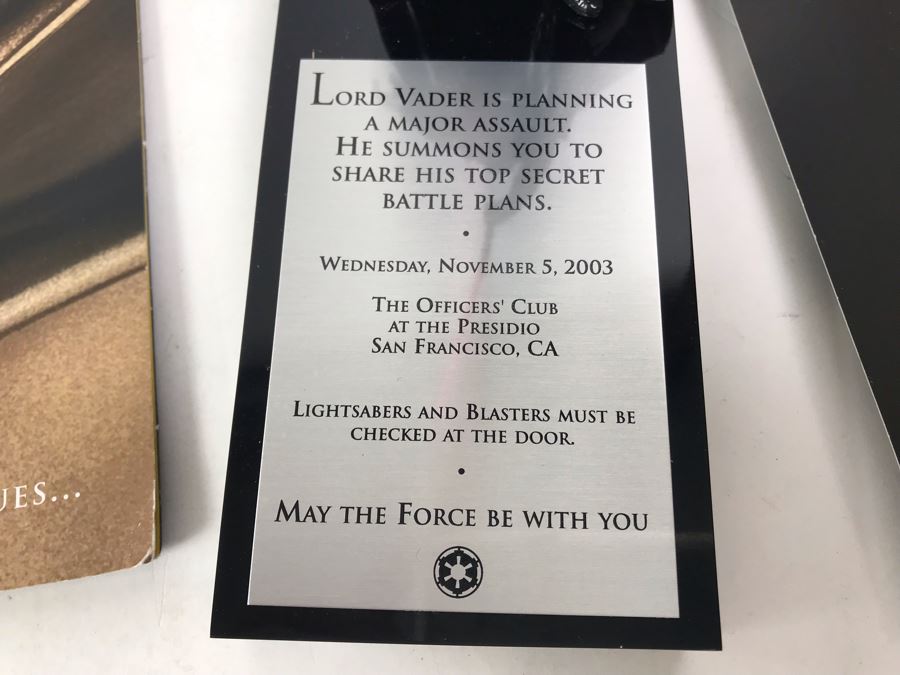 Lord Vader is planning
a major assault.
He summons you to
share his top secret
battle plans.
•
Wednesday, November 5, 2003
The Officers' Club
at the Presidio
San Francisco, CA
Lightsabers and Blasters must be
checked at the door.
•
May the Force be with you